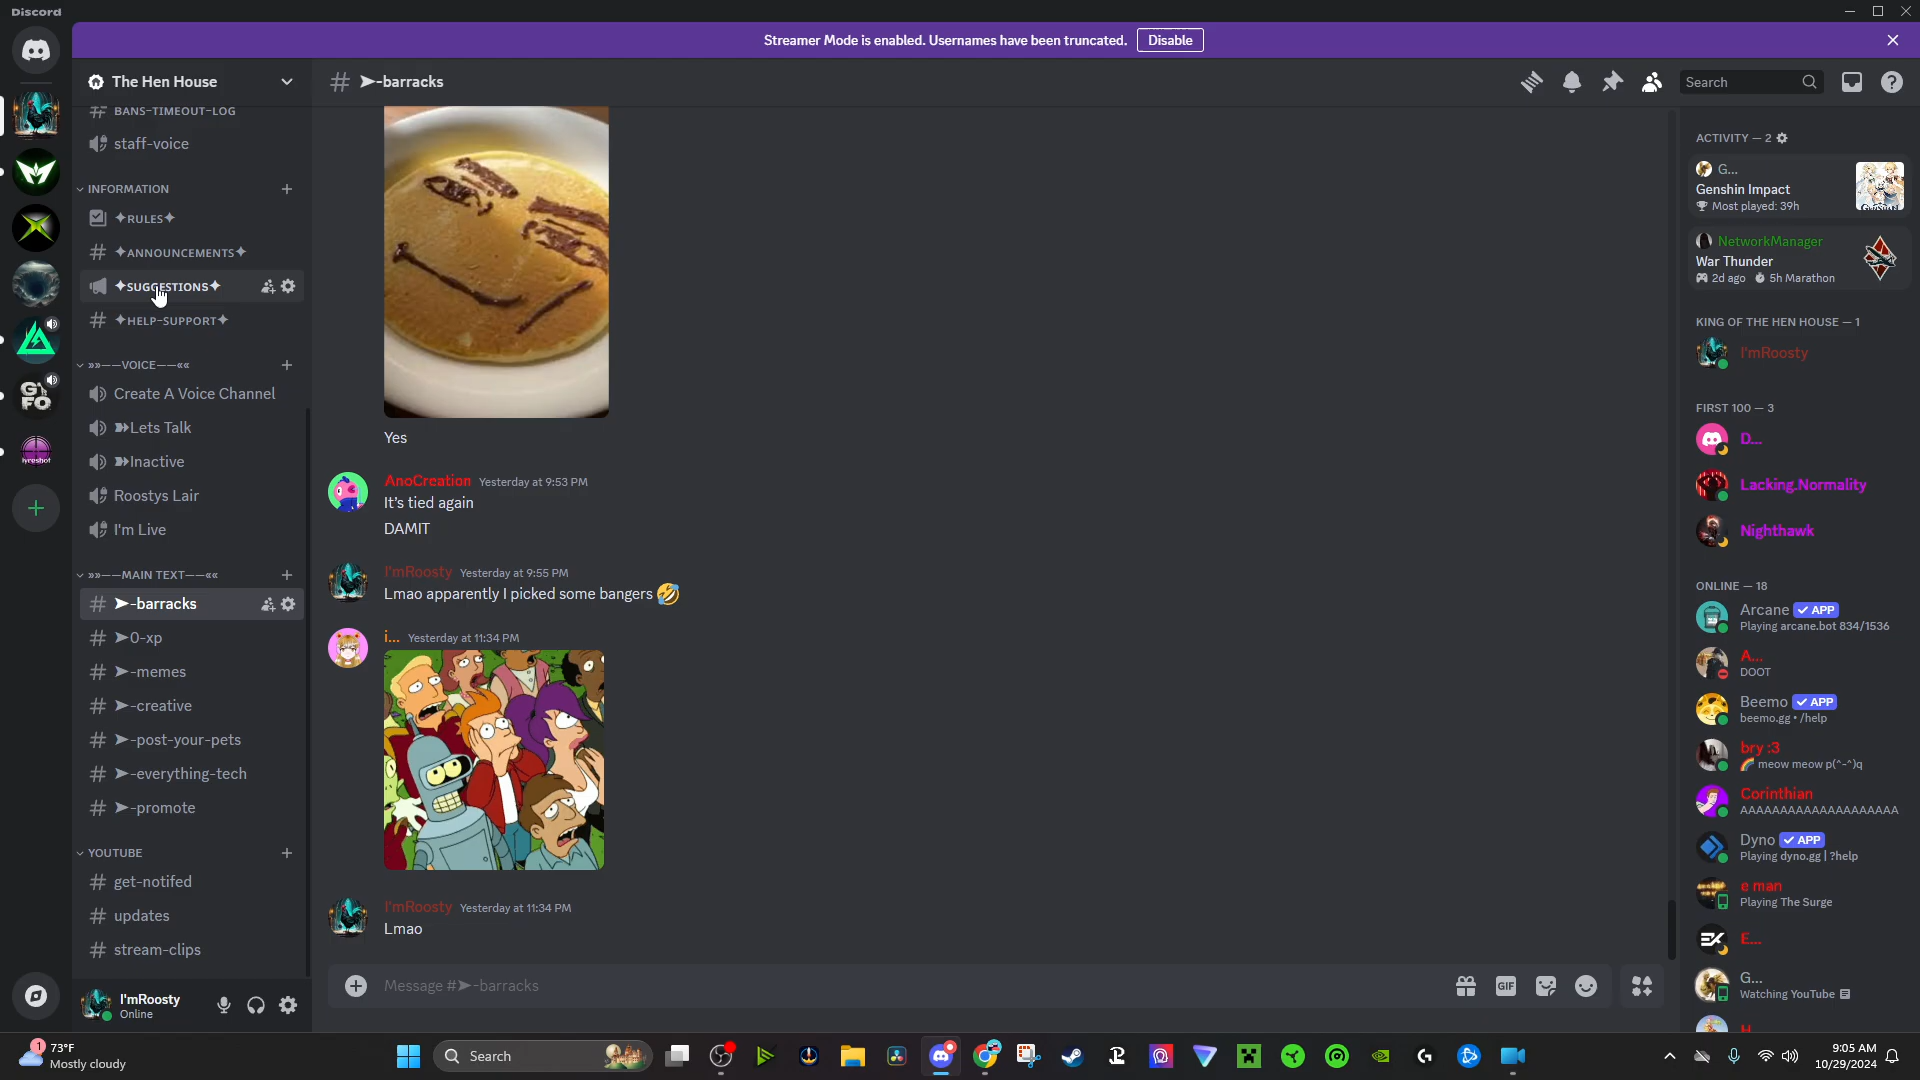 Discord
Streamer Mode is enabled. Usernames have been truncated. Disable
The Hen House
BANS-TIMEOUT-LOG
staff-voice
INFORMATION
✦RULES✦
✦ANNOUNCEMENTS✦
✦SUGGESTIONS✦
✦HELP-SUPPORT✦
»»——VOICE——««
Create A Voice Channel
➽Lets Talk
➽Inactive
Roostys Lair
I'm Live
»»——MAIN TEXT——««
➤-barracks
➤0-xp
➤-memes
➤-creative
➤-post-your-pets
➤-everything-tech
➤-promote
YOUTUBE
get-notifed
updates
stream-clips
I'mRoosty
Online
GTFO
➤-barracks
Search
Yes
AnoCreation Yesterday at 9:53 PM
It's tied again
DAMIT
I'mRoosty Yesterday at 9:55 PM
Lmao apparently I picked some bangers 🤣
i... Yesterday at 11:34 PM
I'mRoosty Yesterday at 11:34 PM
Lmao
Message #➤-barracks
GIF
ACTIVITY — 2
G...
Genshin Impact
Most played: 39h
NetworkManager
War Thunder
2d ago 5h Marathon
KING OF THE HEN HOUSE — 1
I'mRoosty
FIRST 100 — 3
D...
Lacking.Normality
Nighthawk
ONLINE — 18
Arcane ✓ APP
Playing arcane.bot 834/1536
A...
DOOT
Beemo ✓ APP
beemo.gg • /help
bry :3
🌈 meow meow p(^-^)q
Corinthian
AAAAAAAAAAAAAAAAAAAA
Dyno ✓ APP
Playing dyno.gg | ?help
e man
Playing The Surge
E...
G...
Watching YouTube
H...
1
73°F
Mostly cloudy
Search
9:05 AM
10/29/2024